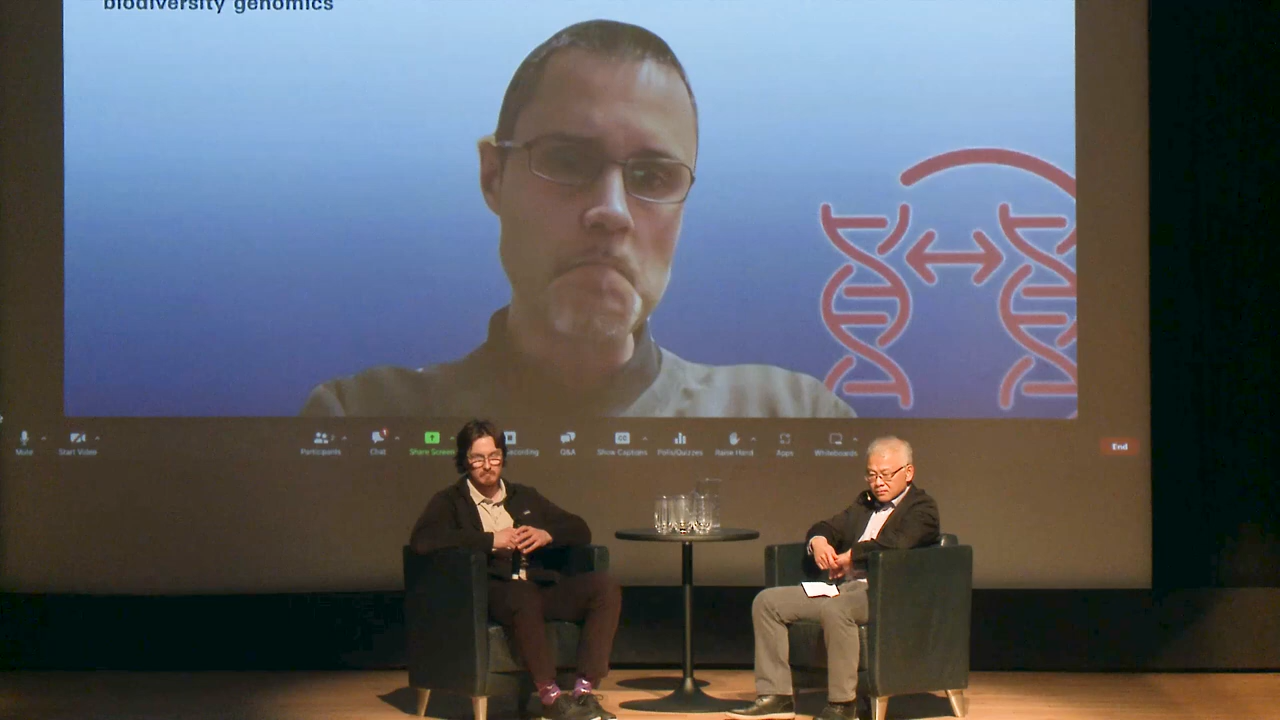 biodiversity genomics
Mute
Start Video
Participants
Chat
Share Screen
Recording
Q&A
CC
Show Captions
Polls/Quizzes
Raise Hand
Apps
Whiteboards
End